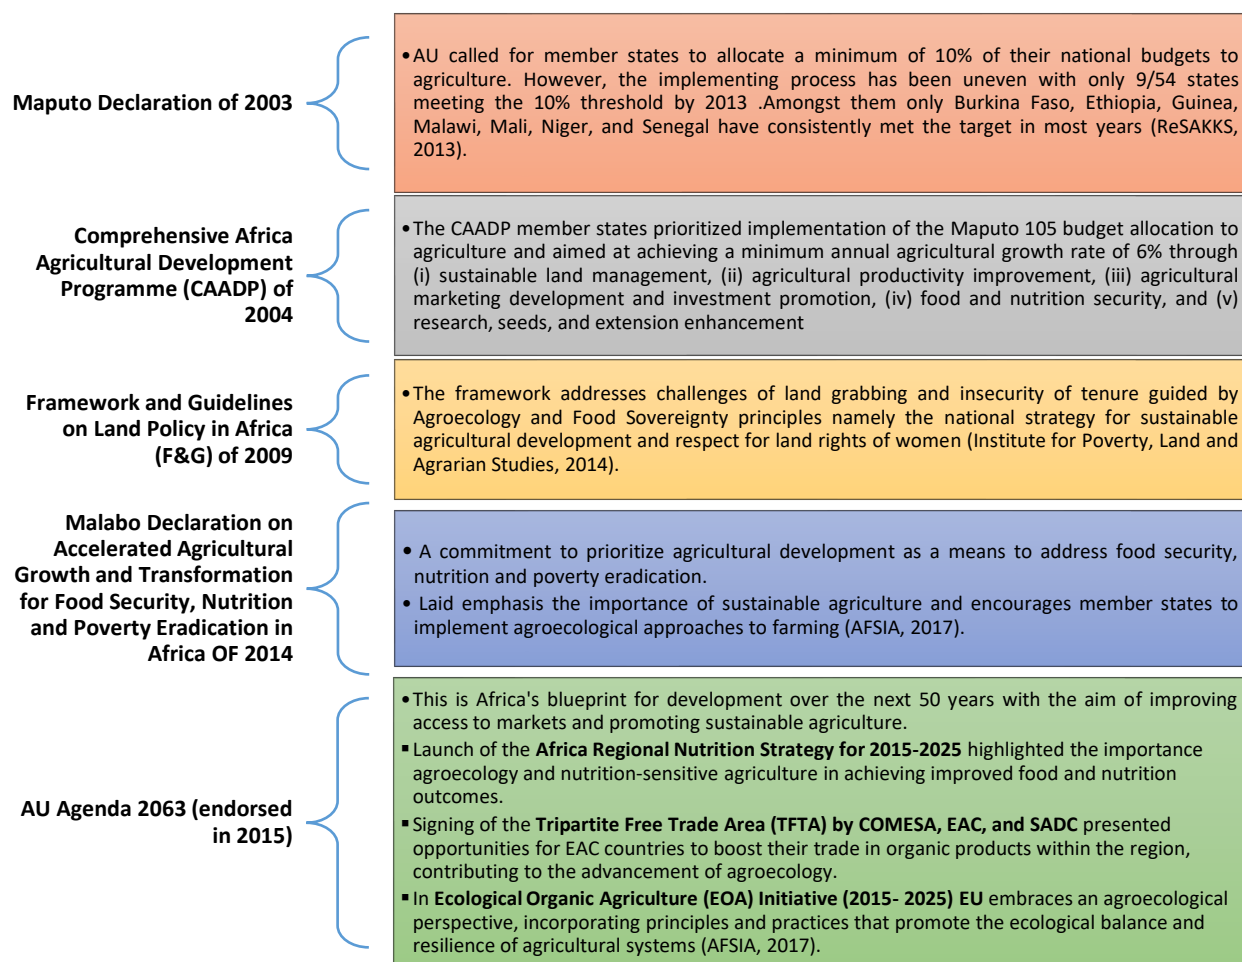 Maputo Declaration of 2003
•AU called for member states to allocate a minimum of 10% of their national budgets to
agriculture. However, the implementing process has been uneven with only 9/54 states
meeting the 10% threshold by 2013 .Amongst them only Burkina Faso, Ethiopia, Guinea,
Malawi, Mali, Niger, and Senegal have consistently met the target in most years (ReSAKKS,
2013).
Comprehensive Africa
Agricultural Development
Programme (CAADP) of
2004
•The CAADP member states prioritized implementation of the Maputo 105 budget allocation to
agriculture and aimed at achieving a minimum annual agricultural growth rate of 6% through
(i) sustainable land management, (ii) agricultural productivity improvement, (iii) agricultural
marketing development and investment promotion, (iv) food and nutrition security, and (v)
research, seeds, and extension enhancement
Framework and Guidelines
on Land Policy in Africa
(F&G) of 2009
•The framework addresses challenges of land grabbing and insecurity of tenure guided by
Agroecology and Food Sovereignty principles namely the national strategy for sustainable
agricultural development and respect for land rights of women (Institute for Poverty, Land and
Agrarian Studies, 2014).
Malabo Declaration on
Accelerated Agricultural
Growth and Transformation
for Food Security, Nutrition
and Poverty Eradication in
Africa OF 2014
• A commitment to prioritize agricultural development as a means to address food security,
nutrition and poverty eradication.
• Laid emphasis the importance of sustainable agriculture and encourages member states to
implement agroecological approaches to farming (AFSIA, 2017).
AU Agenda 2063 (endorsed
in 2015)
•This is Africa's blueprint for development over the next 50 years with the aim of improving
access to markets and promoting sustainable agriculture.
▪ Launch of the Africa Regional Nutrition Strategy for 2015-2025 highlighted the importance
agroecology and nutrition-sensitive agriculture in achieving improved food and nutrition
outcomes.
▪ Signing of the Tripartite Free Trade Area (TFTA) by COMESA, EAC, and SADC presented
opportunities for EAC countries to boost their trade in organic products within the region,
contributing to the advancement of agroecology.
▪ In Ecological Organic Agriculture (EOA) Initiative (2015- 2025) EU embraces an agroecological
perspective, incorporating principles and practices that promote the ecological balance and
resilience of agricultural systems (AFSIA, 2017).